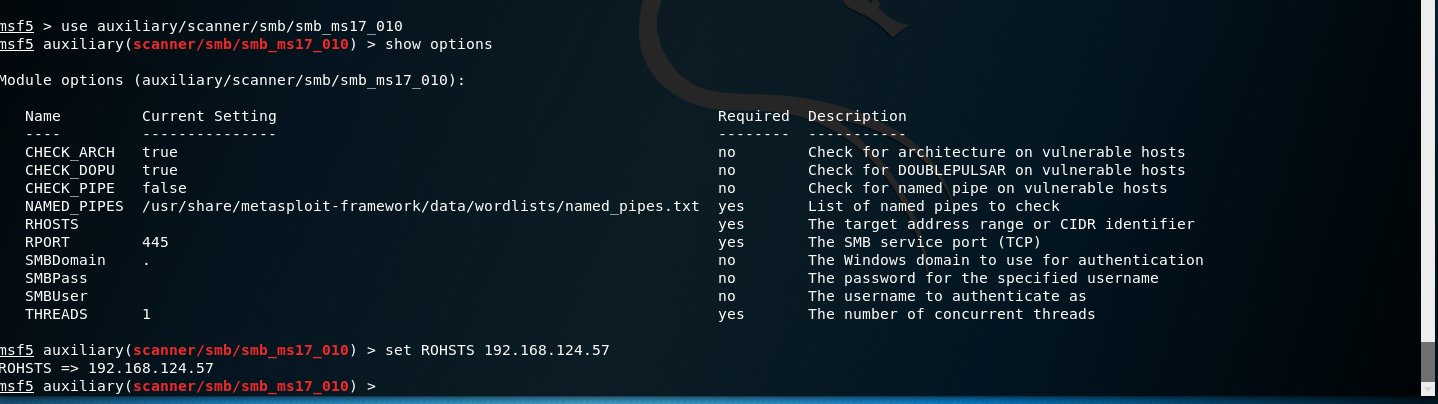 msf5 > use auxiliary/scanner/smb/smb_ms17_010
msf5 auxiliary(scanner/smb/smb_ms17_010) > show options
Module options (auxiliary/scanner/smb/smb_ms17_010):
Name Current Setting Required Description
---- --------------- -------- -----------
CHECK_ARCH true no Check for architecture on vulnerable hosts
CHECK_DOPU true no Check for DOUBLEPULSAR on vulnerable hosts
CHECK_PIPE false no Check for named pipe on vulnerable hosts
NAMED_PIPES /usr/share/metasploit-framework/data/wordlists/named_pipes.txt yes List of named pipes to check
RHOSTS yes The target address range or CIDR identifier
RPORT 445 yes The SMB service port (TCP)
SMBDomain . no The Windows domain to use for authentication
SMBPass no The password for the specified username
SMBUser no The username to authenticate as
THREADS 1 yes The number of concurrent threads
msf5 auxiliary(scanner/smb/smb_ms17_010) > set ROHSTS 192.168.124.57
ROHSTS => 192.168.124.57
msf5 auxiliary(scanner/smb/smb_ms17_010) >